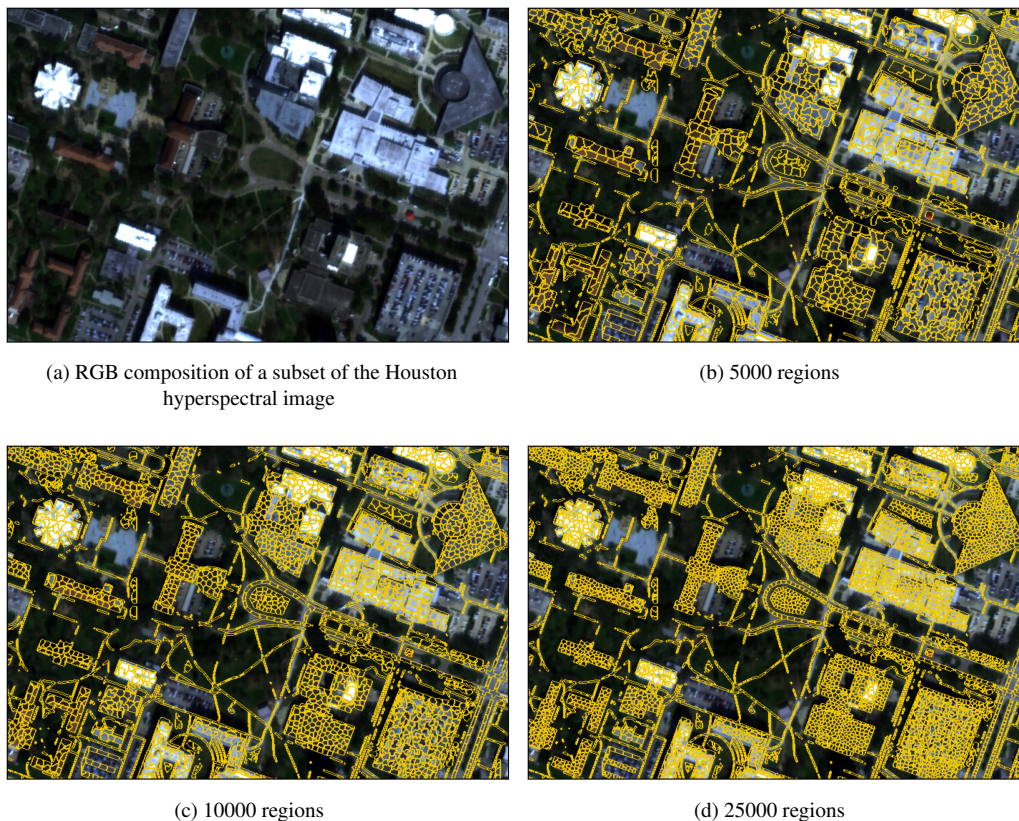 (a) RGB composition of a subset of the Houston
hyperspectral image
(b) 5000 regions
(c) 10000 regions
(d) 25000 regions